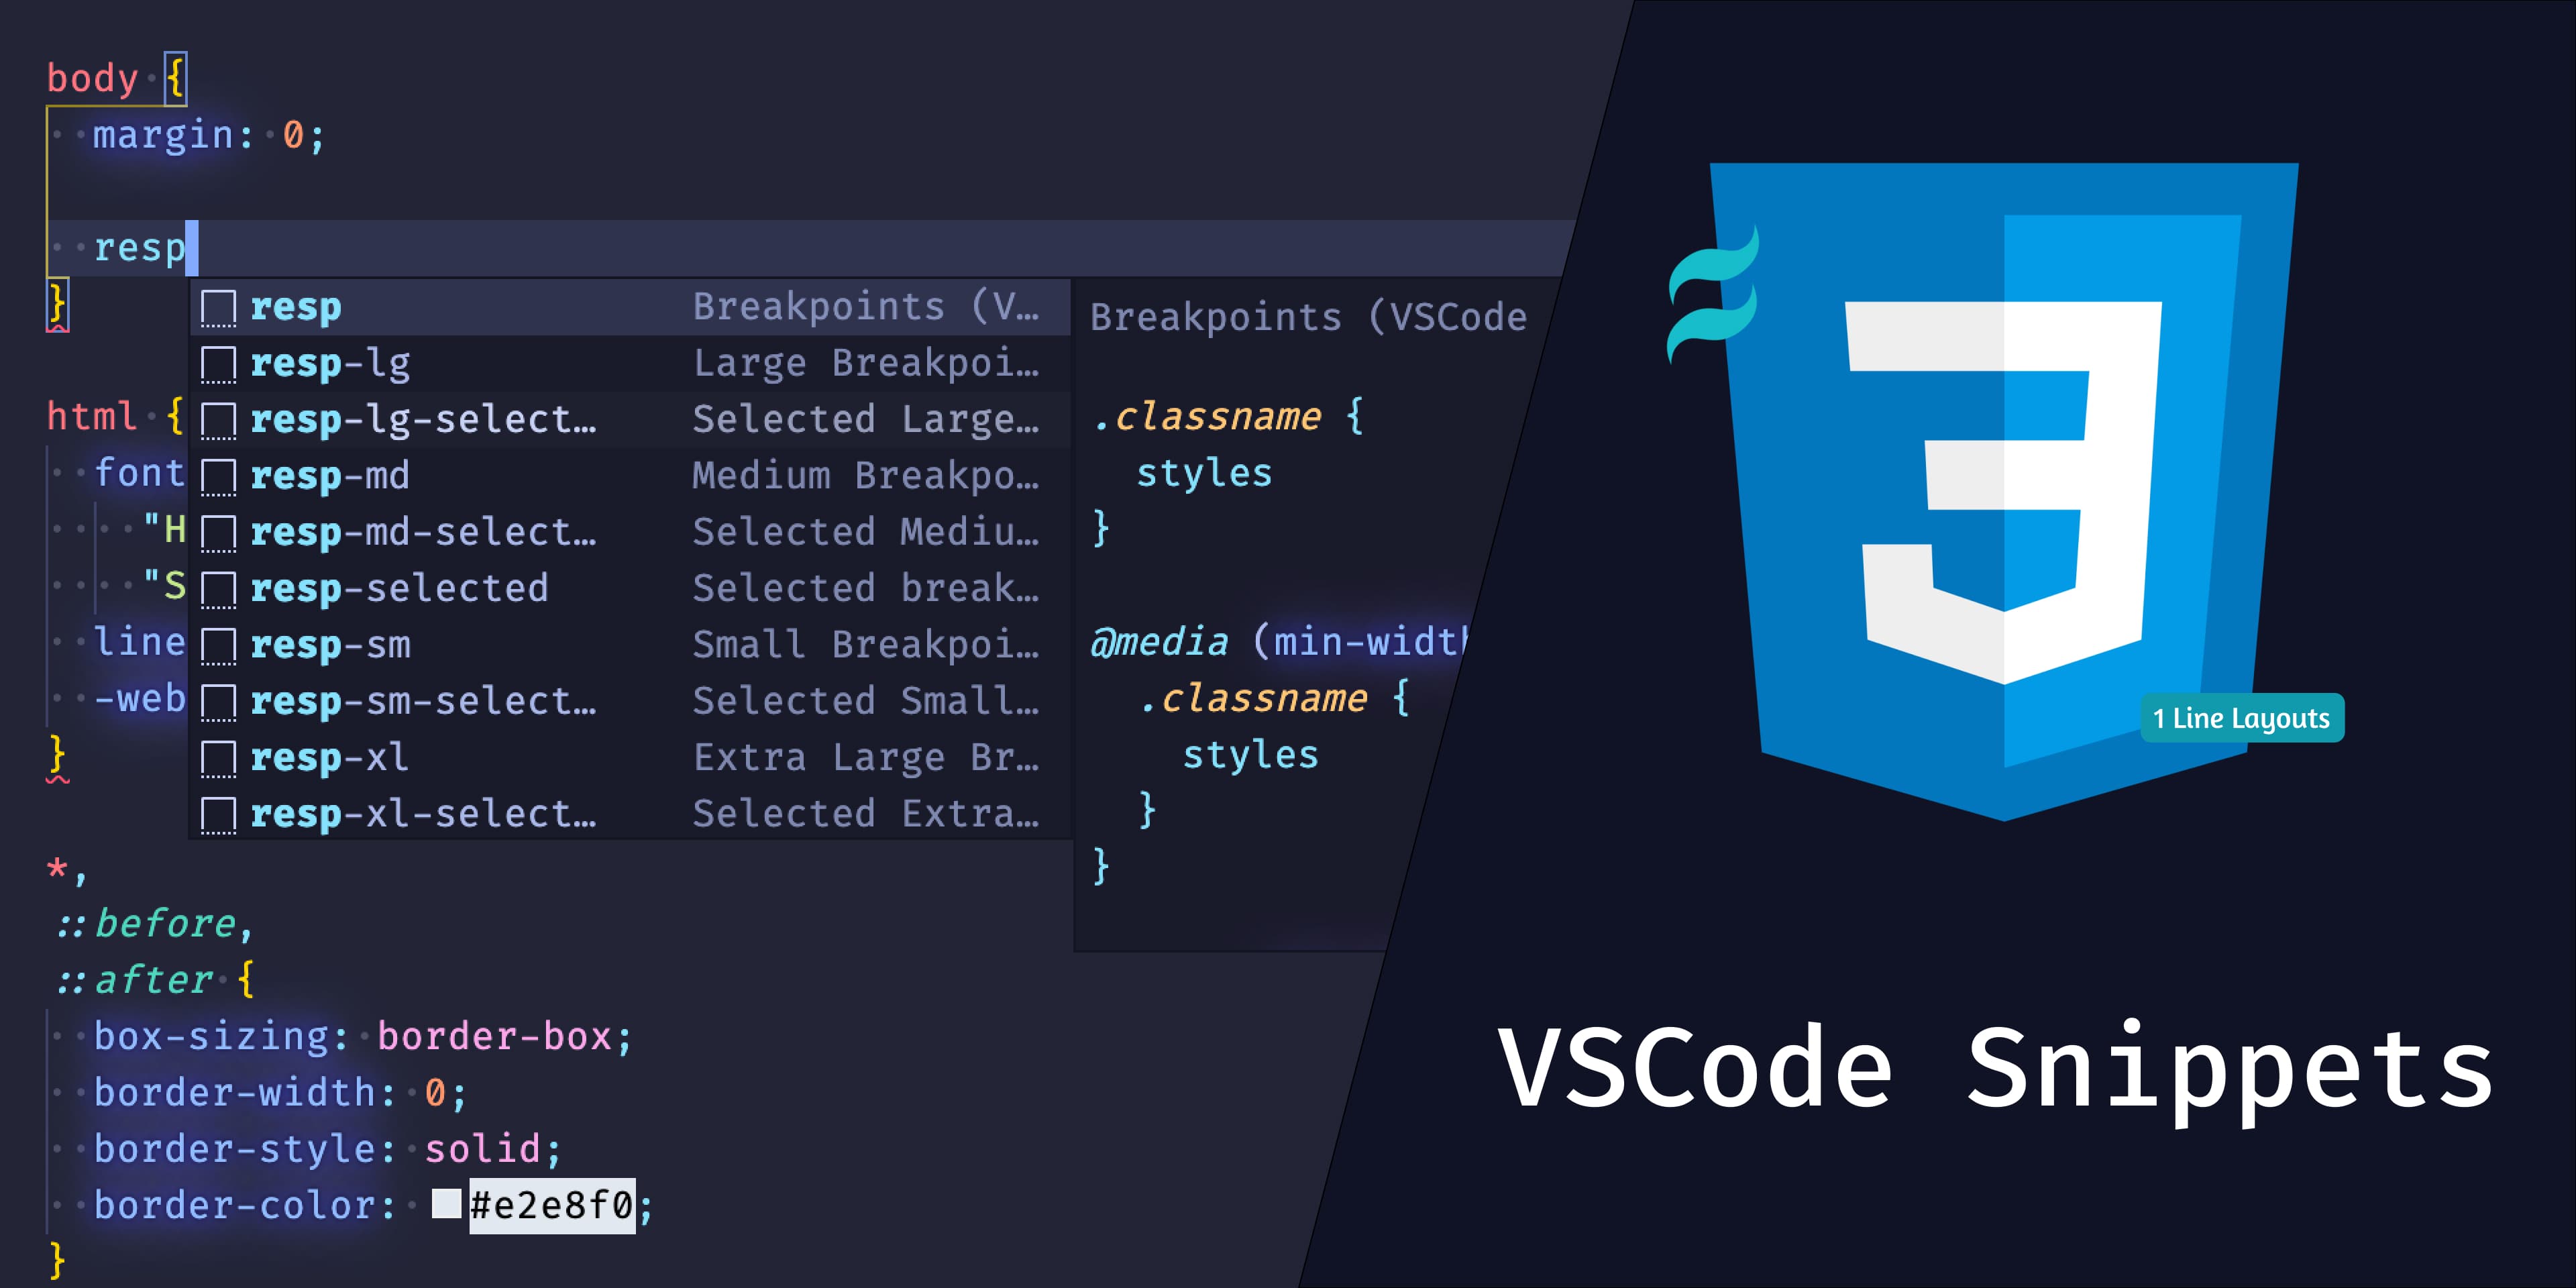 body {
margin: 0;
resp
}
resp Breakpoints (V…
resp-lg Large Breakpoi…
resp-lg-select… Selected Large…
resp-md Medium Breakpo…
resp-md-select… Selected Mediu…
resp-selected Selected break…
resp-sm Small Breakpoi…
resp-sm-select… Selected Small…
resp-xl Extra Large Br…
resp-xl-select… Selected Extra…
Breakpoints (VSCode
.classname {
styles
}
@media (min-width
.classname {
styles
}
}
html {
font
"H
"S
line
-web
}
*,
::before,
::after {
box-sizing: border-box;
border-width: 0;
border-style: solid;
border-color: #e2e8f0;
}
3
1 Line Layouts
VSCode Snippets